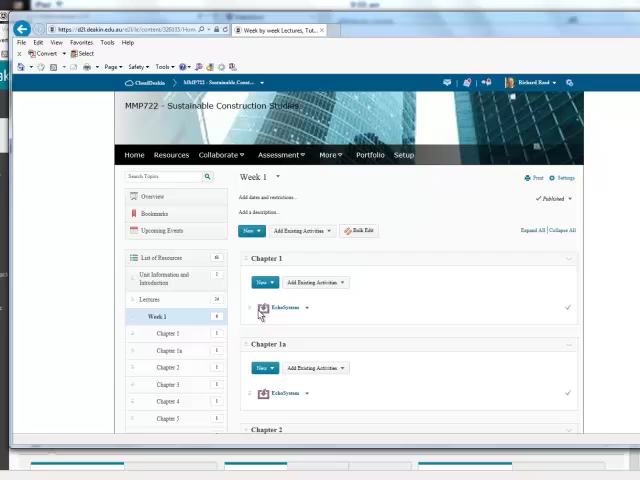 https://d2l.deakin.edu.au/d2l/le/content/326035/Hom
Week by week Lectures, Tut...
File Edit View Favorites Tools Help
Convert Select
Page Safety Tools
CloudDeakin MMP722 - Sustainable Const... Richard Reed
MMP722 - Sustainable Construction Studies
Home Resources Collaborate Assessment More Portfolio Setup
Search Topics
Week 1
Print Settings
Overview
Add dates and restrictions...
Published
Bookmarks
Add a description...
Upcoming Events
New Add Existing Activities Bulk Edit
Expand All Collapse All
List of Resources
Chapter 1
Unit Information and Introduction 2
New Add Existing Activities
Lectures 24
EchoSystem
Week 1 6
Chapter 1 1
Chapter 1a
Chapter 1a 1
Chapter 2 1
New Add Existing Activities
Chapter 3 1
EchoSystem
Chapter 4 1
Chapter 5 1
Chapter 2